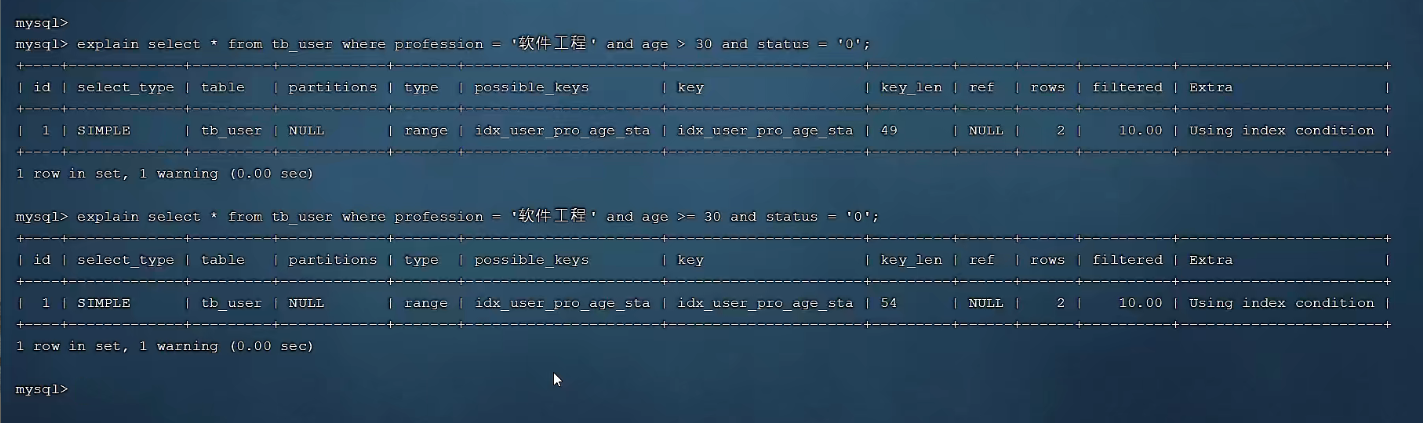 mysql>
mysql> explain select * from tb_user where profession = '软件工程' and age > 30 and status = '0';
+----+-------------+---------+------------+-------+----------------------+----------------------+---------+------+------+----------+-----------------------+
| id | select_type | table | partitions | type | possible_keys | key | key_len | ref | rows | filtered | Extra |
+----+-------------+---------+------------+-------+----------------------+----------------------+---------+------+------+----------+-----------------------+
| 1 | SIMPLE | tb_user | NULL | range | idx_user_pro_age_sta | idx_user_pro_age_sta | 49 | NULL | 2 | 10.00 | Using index condition |
+----+-------------+---------+------------+-------+----------------------+----------------------+---------+------+------+----------+-----------------------+
1 row in set, 1 warning (0.00 sec)
mysql> explain select * from tb_user where profession = '软件工程' and age >= 30 and status = '0';
+----+-------------+---------+------------+-------+----------------------+----------------------+---------+------+------+----------+-----------------------+
| id | select_type | table | partitions | type | possible_keys | key | key_len | ref | rows | filtered | Extra |
+----+-------------+---------+------------+-------+----------------------+----------------------+---------+------+------+----------+-----------------------+
| 1 | SIMPLE | tb_user | NULL | range | idx_user_pro_age_sta | idx_user_pro_age_sta | 54 | NULL | 2 | 10.00 | Using index condition |
+----+-------------+---------+------------+-------+----------------------+----------------------+---------+------+------+----------+-----------------------+
1 row in set, 1 warning (0.00 sec)
mysql>